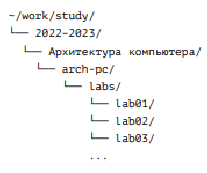 ~/work/study/
└── 2022-2023/
└── Архитектура компьютера/
└── arch-pc/
└── labs/
└── lab01/
└── lab02/
└── lab03/
...